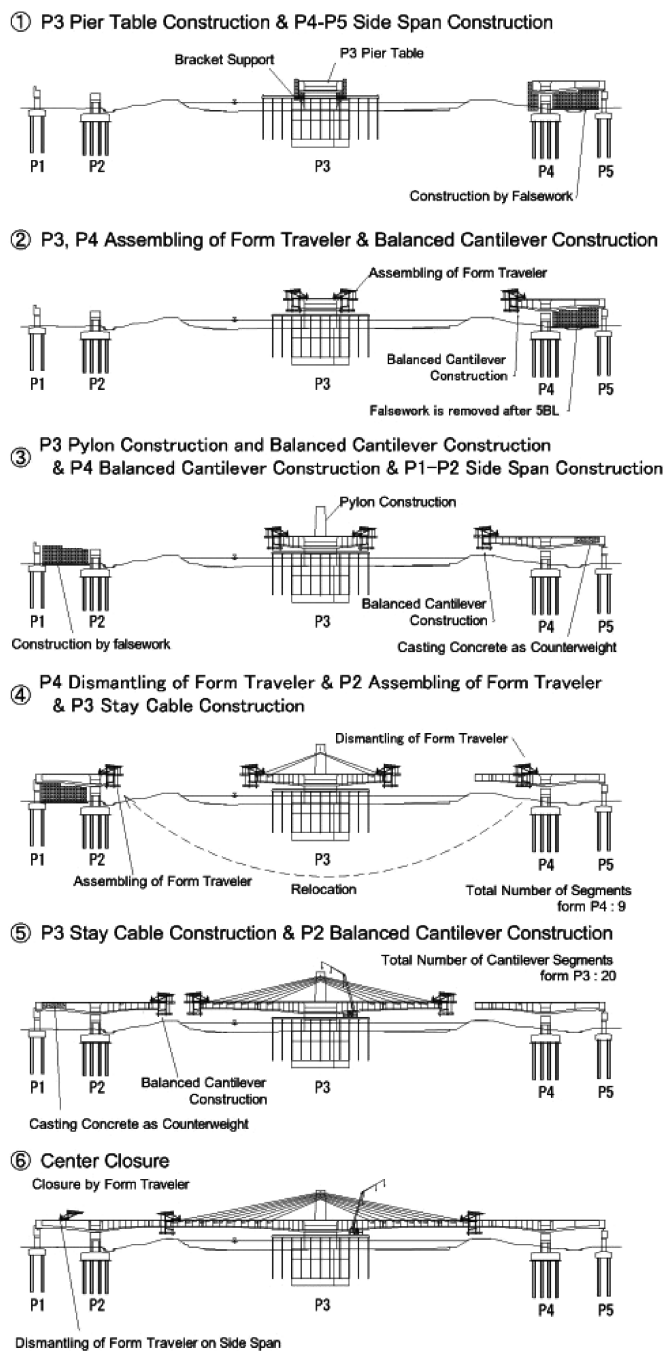 ① P3 Pier Table Construction & P4-P5 Side Span Construction
Bracket Support
P3 Pier Table
P1
P2
P3
P4
P5
Construction by Falsework
② P3, P4 Assembling of Form Traveler & Balanced Cantilever Construction
Assembling of Form Traveler
Balanced Cantilever
Construction
P1
P2
P3
P4
P5
Falsework is removed after 5BL
③ P3 Pylon Construction and Balanced Cantilever Construction
& P4 Balanced Cantilever Construction & P1-P2 Side Span Construction
Pylon Construction
P1
P2
P3
Balanced Cantilever
Construction
P4
P5
Construction by falsework
Casting Concrete as Counterweight
④ P4 Dismantling of Form Traveler & P2 Assembling of Form Traveler
& P3 Stay Cable Construction
Dismantling of Form Traveler
P1
P2
P3
P4
P5
Assembling of Form Traveler
Relocation
Total Number of Segments
form P4 : 9
⑤ P3 Stay Cable Construction & P2 Balanced Cantilever Construction
Total Number of Cantilever Segments
form P3 : 20
P1
P2
Balanced Cantilever
Construction
P3
P4
P5
Casting Concrete as Counterweight
⑥ Center Closure
Closure by Form Traveler
P1
P2
P3
P4
P5
Dismantling of Form Traveler on Side Span